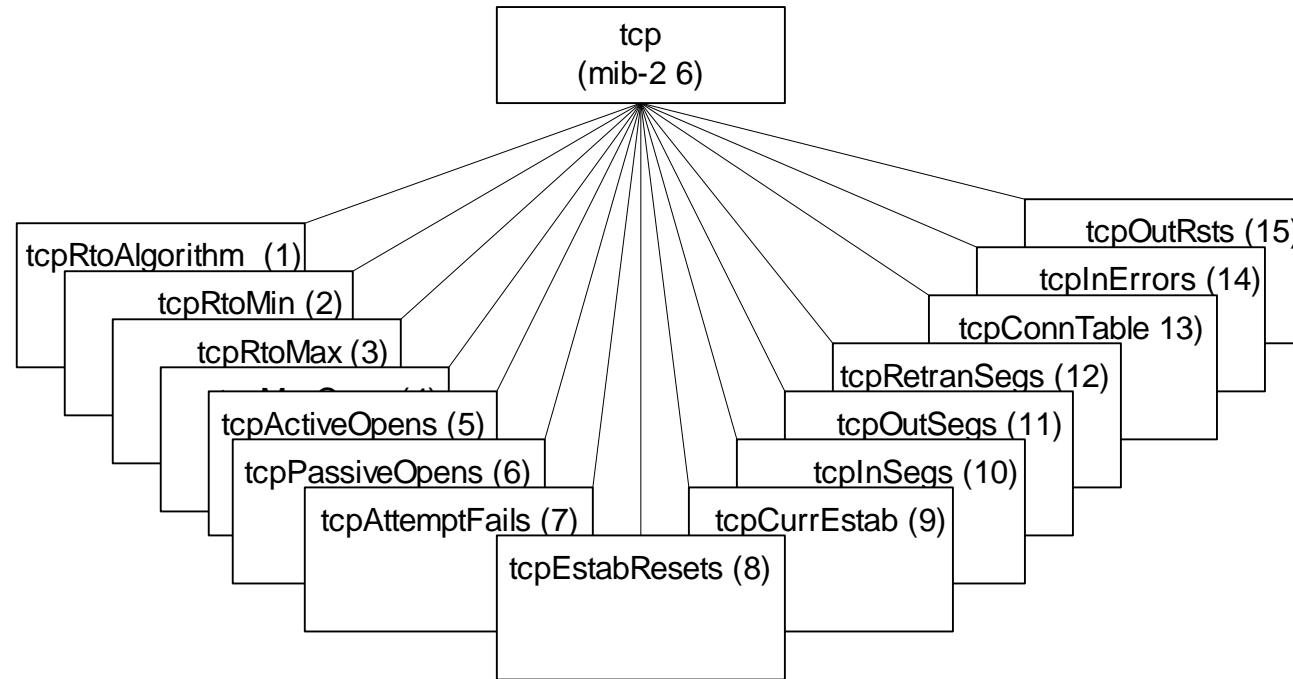 tcp
(mib-2 6)
tcpRtoAlgorithm (1)
tcpRtoMin (2)
tcpRtoMax (3)
tcpActiveOpens (5)
tcpPassiveOpens (6)
tcpAttemptFails (7)
tcpEstabResets (8)
tcpCurrEstab (9)
tcpInSegs (10)
tcpOutSegs (11)
tcpRetranSegs (12)
tcpConnTable 13)
tcpInErrors (14)
tcpOutRsts (15)